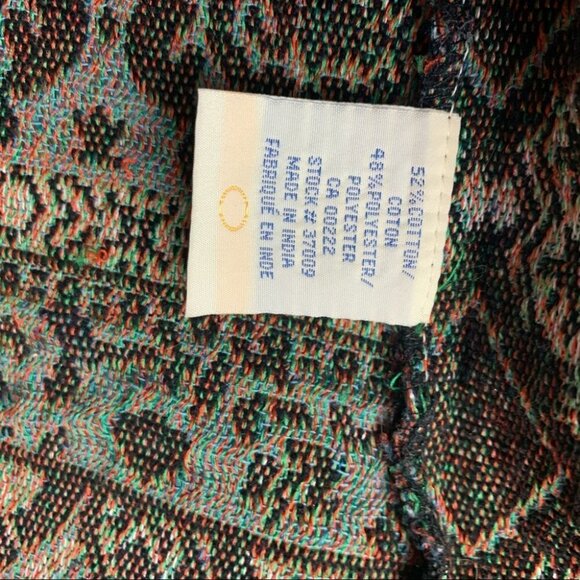 52%COTTON/
COTON
48%POLYESTER/
POLYESTER
CA 00222
STOCK # 37009
MADE IN INDIA
FABRIQUÉ EN INDE